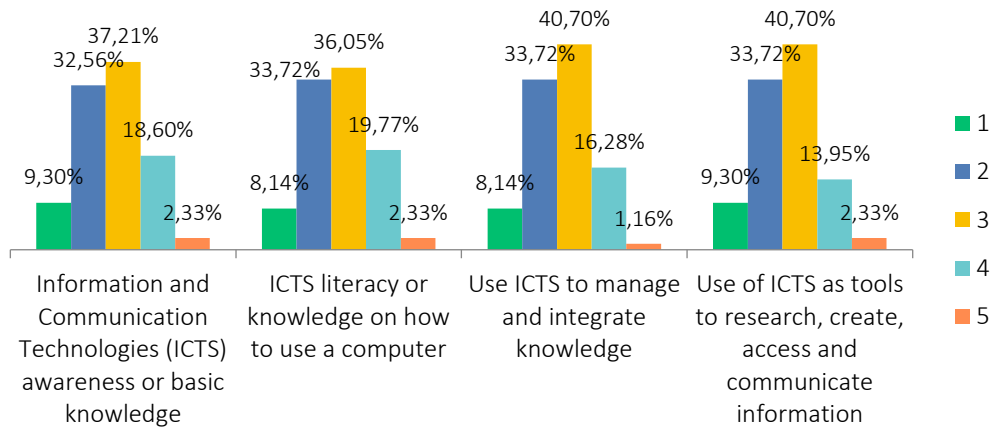 37,21%
32,56%
18,60%
9,30%
2,33%
36,05%
33,72%
19,77%
8,14%
2,33%
40,70%
33,72%
16,28%
8,14%
1,16%
40,70%
33,72%
13,95%
9,30%
2,33%
Information and
Communication
Technologies (ICTS)
awareness or basic
knowledge
ICTS literacy or
knowledge on how
to use a computer
Use ICTS to manage
and integrate
knowledge
Use of ICTS as tools
to research, create,
access and
communicate
information
1
2
3
4
5